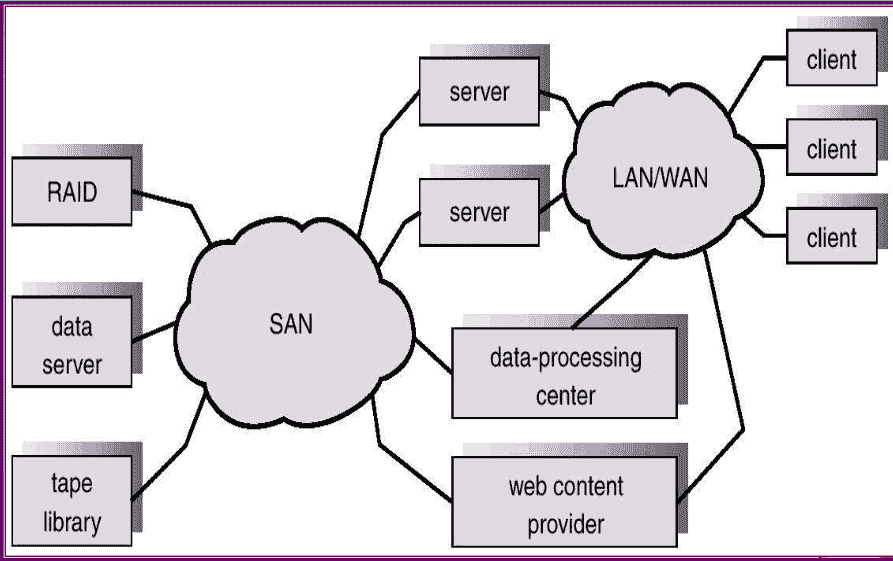 server
client
client
server
LAN/WAN
client
RAID
SAN
data
server
data-processing
center
tape
library
web content
provider